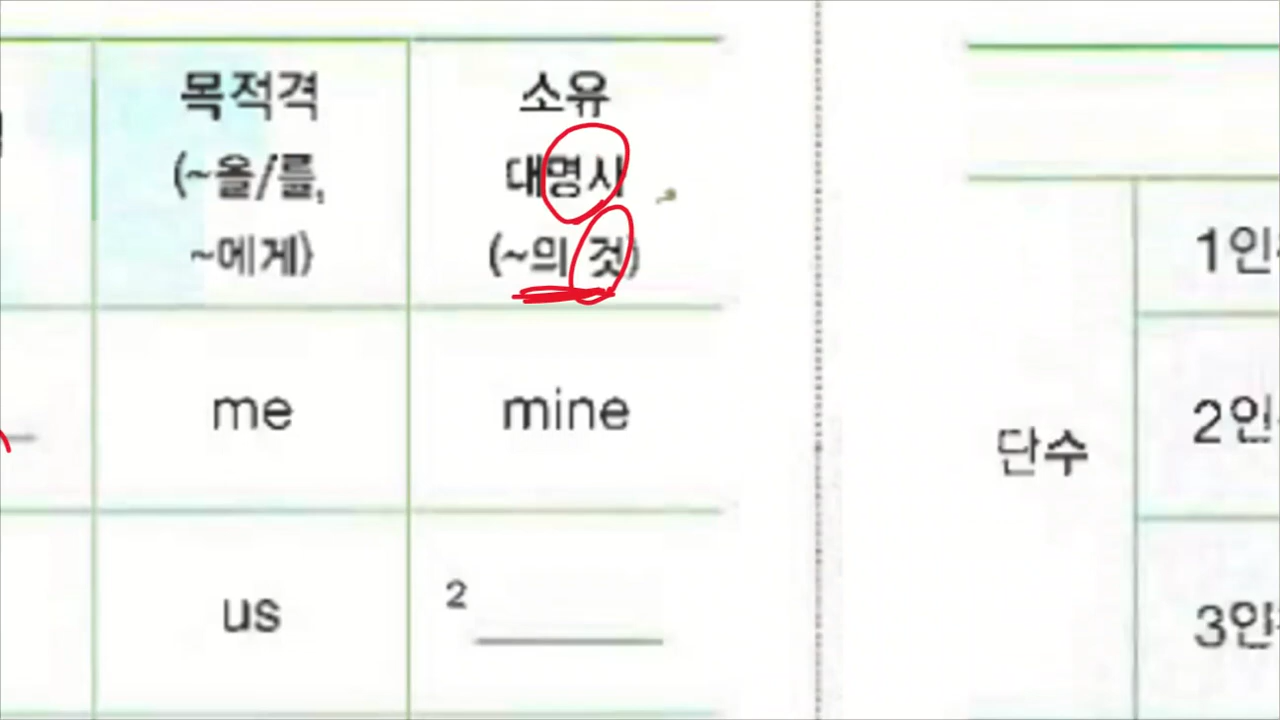 목적격
(~을/를,
~에게)
소유
대명사
(~의 것)
me
mine
us
2
단수
1인
2인
3인